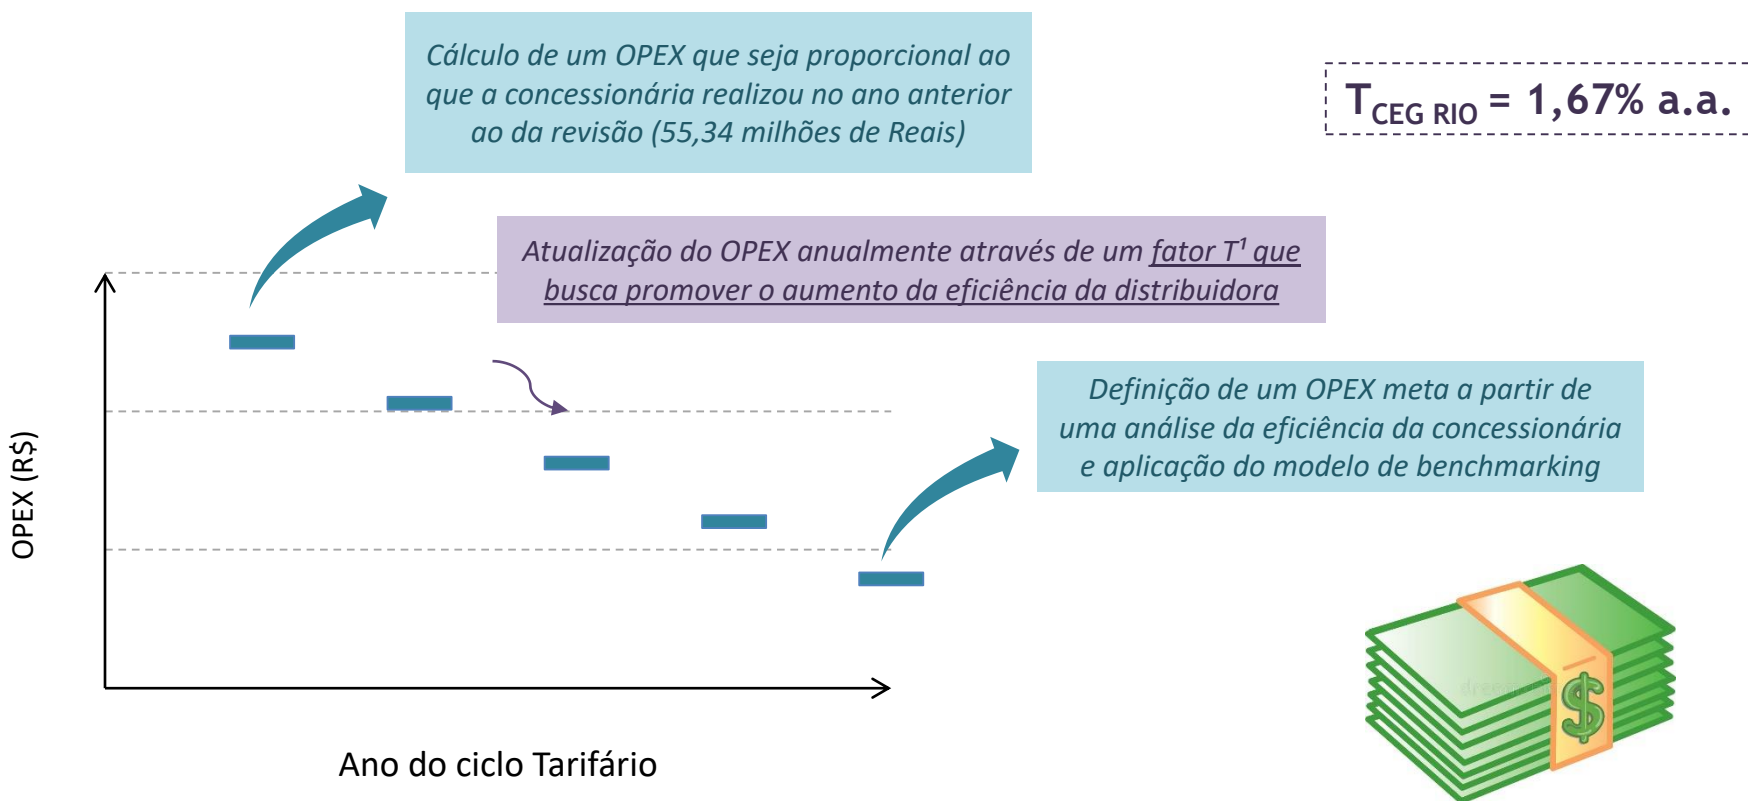 Cálculo de um OPEX que seja proporcional ao
que a concessionária realizou no ano anterior
ao da revisão (55,34 milhões de Reais)
T CEG RIO = 1,67% a.a.
Atualização do OPEX anualmente através de um fator T¹ que
busca promover o aumento da eficiência da distribuidora
Definição de um OPEX meta a partir de
uma análise da eficiência da concessionária
e aplicação do modelo de benchmarking
OPEX (R$)
Ano do ciclo Tarifário
$